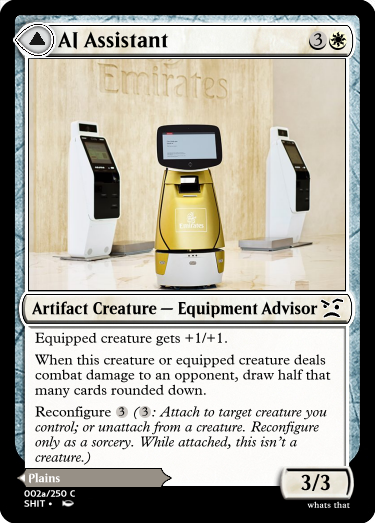 AI Assistant 3
Emirates
Emirates
Artifact Creature — Equipment Advisor
Equipped creature gets +1/+1.
When this creature or equipped creature deals
combat damage to an opponent, draw half that
many cards rounded down.
Reconfigure 3 (3: Attach to target creature you
control; or unattach from a creature. Reconfigure
only as a sorcery. While attached, this isn't a
creature.)
Plains
3/3
002a/250 C
SHIT •
whats that